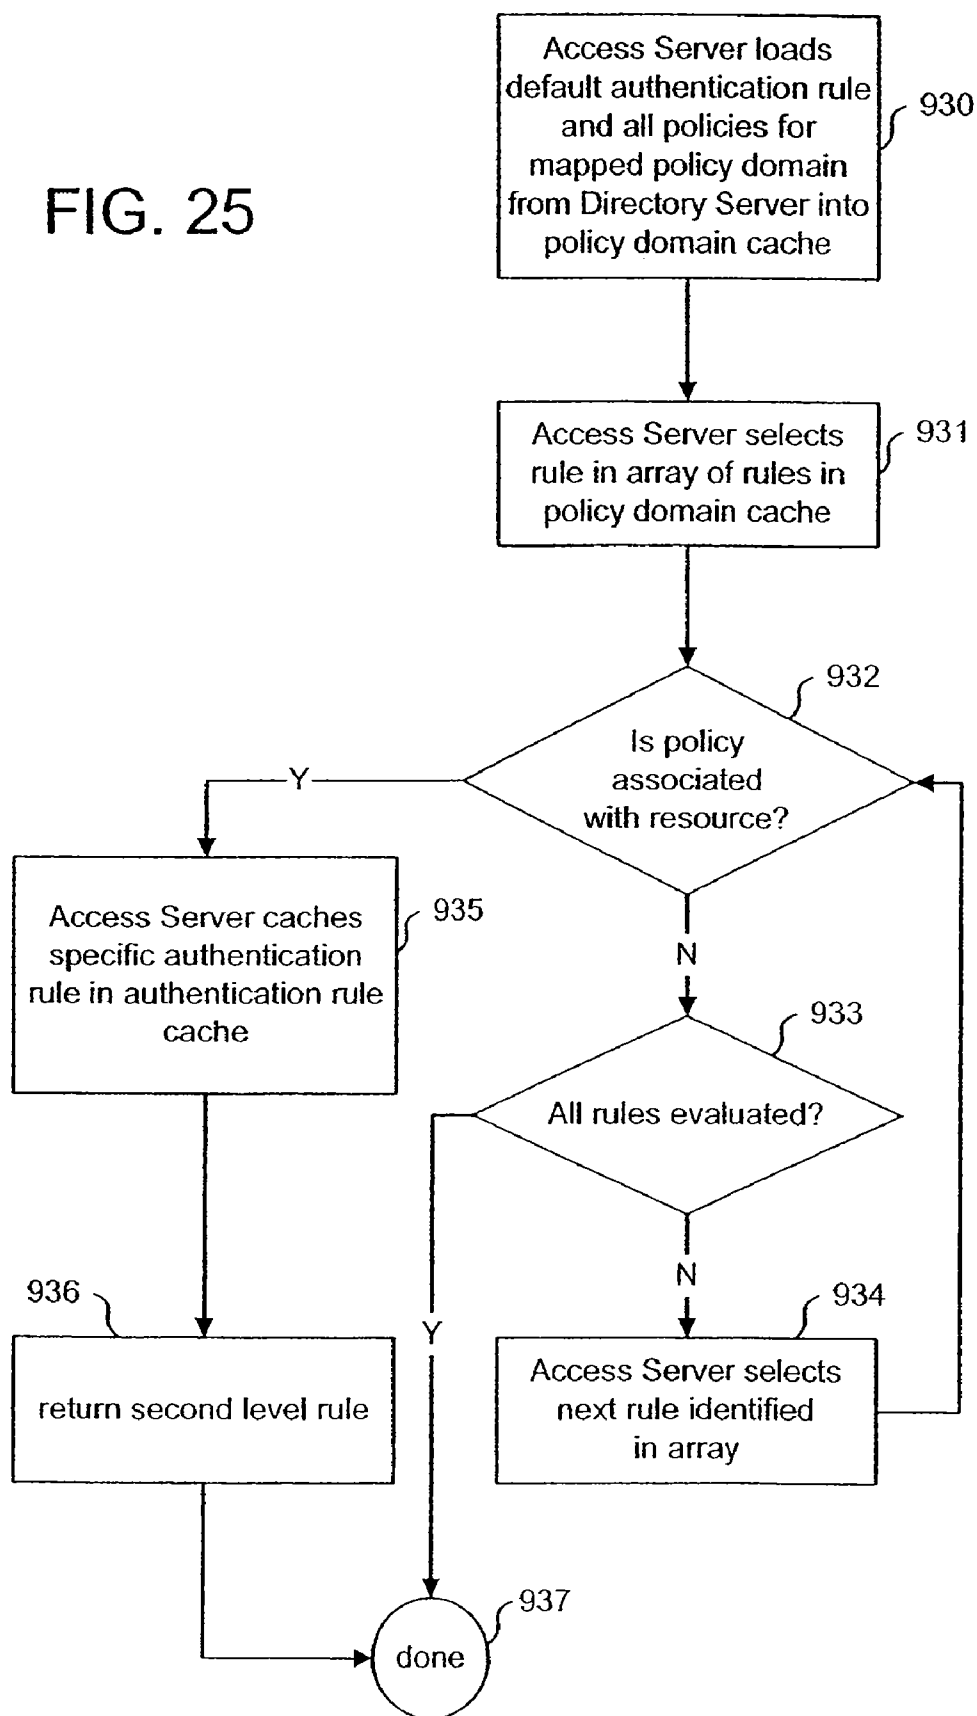 FIG. 25
Access Server loads
default authentication rule
and all policies for
mapped policy domain
from Directory Server into
policy domain cache
930
Access Server selects
rule in array of rules in
policy domain cache
931
Is policy
associated
with resource?
932
Y
N
Access Server caches
specific authentication
rule in authentication rule
cache
935
All rules evaluated?
933
Y
N
return second level rule
936
Access Server selects
next rule identified
in array
934
done
937